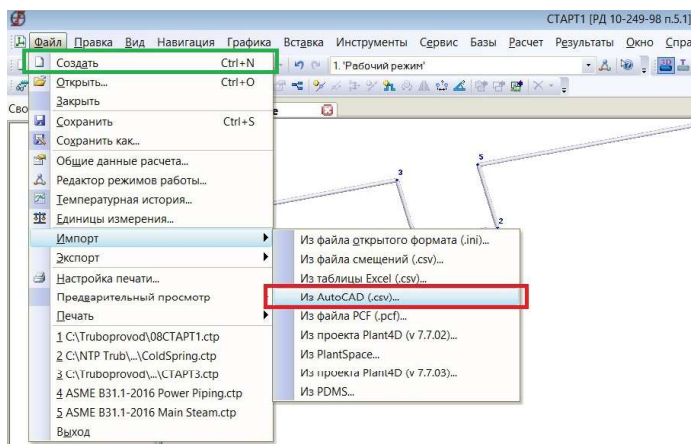 СТАРТ1 [РД 10-249-98 п.5.1]
Файл Правка Вид Навигация Графика Вставка Инструменты Сервис Базы Расчет Результаты Окно Спра
Создать Ctrl+N
1. 'Рабочий режим'
Открыть... Ctrl+O
Закрыть
Сво
Сохранить Ctrl+S
Сохранить как...
Общие данные расчета...
Редактор режимов работы...
Температурная история...
Единицы измерения...
Импорт
Экспорт
Настройка печати...
Предварительный просмотр
Печать
1 C:\Truboprovod\08СТАРТ1.ctp
2 C:\NTP Trub\...\ColdSpring.ctp
3 C:\Truboprovod\...\СТАРТ3.ctp
4 ASME B31.1-2016 Power Piping.ctp
5 ASME B31.1-2016 Main Steam.ctp
Выход
Из файла открытого формата (.ini)...
Из файла смещений (.csv)...
Из таблицы Excel (.csv)...
Из AutoCAD (.csv)...
Из файла PCF (.pcf)...
Из проекта Plant4D (v 7.7.02)...
Из PlantSpace...
Из проекта Plant4D (v 7.7.03)...
Из PDMS...
5
3
2